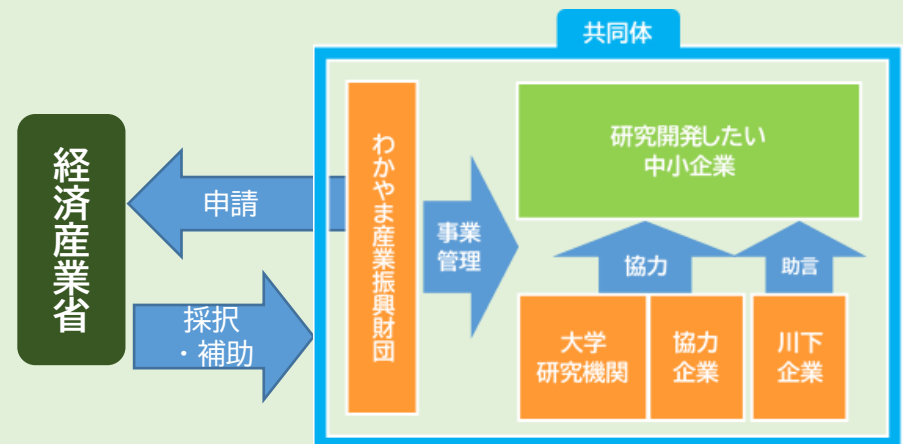 共同体
経済産業省
申請
採択
・補助
わかやま産業振興財団
事業
管理
研究開発したい
中小企業
協力
助言
大学
研究機関
協力
企業
川下
企業